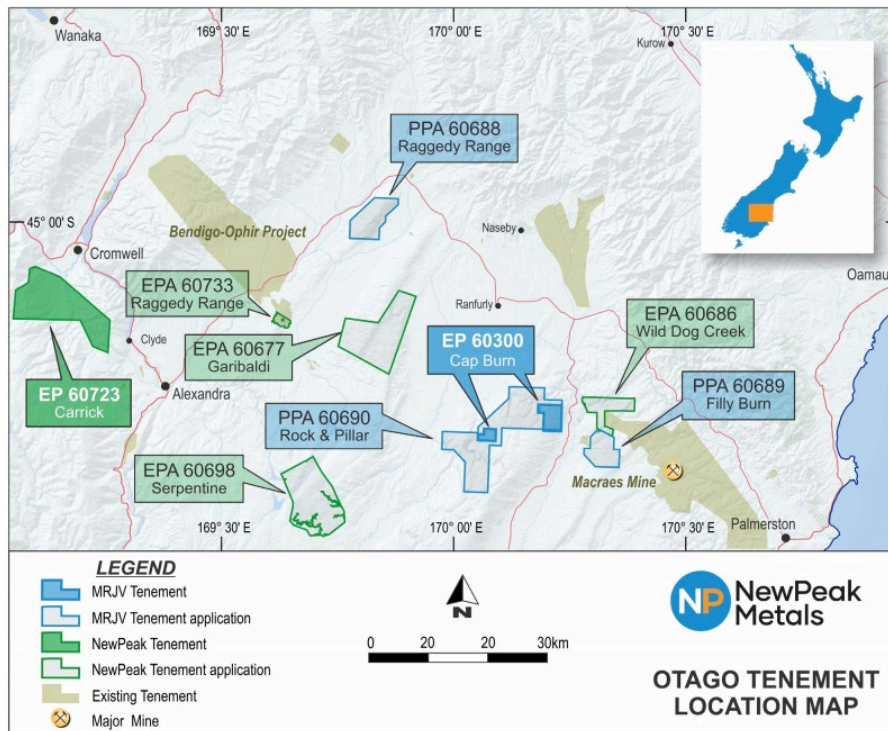 169° 30' E
170° 00' E
170° 30' E
Wanaka
Kurow
PPA 60688
Raggedy Range
45° 00' S
Bendigo-Ophir Project
Naseby
Cromwell
Oamau
EPA 60733
Raggedy Range
Ranfurly
EPA 60686
Wild Dog Creek
Clyde
EPA 60677
Garibaldi
EP 60300
Cap Burn
EP 60723
Carrick
Alexandra
PPA 60690
Rock & Pillar
PPA 60689
Filly Burn
EPA 60698
Serpentine
Macraes Mine
Palmerston
169° 30' E
170° 00' E
170° 30' E
LEGEND
MRJV Tenement
MRJV Tenement application
NewPeak Tenement
NewPeak Tenement application
Existing Tenement
Major Mine
N
0 20 20 30km
NP NewPeak
Metals
OTAGO TENEMENT
LOCATION MAP